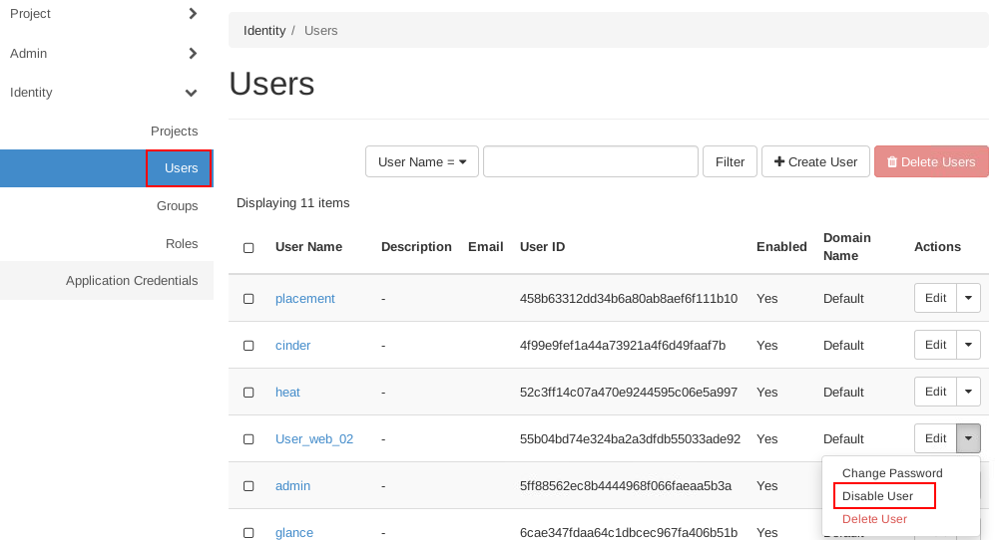 Project
Admin
Identity
Projects
Users
Groups
Roles
Application Credentials
Identity / Users
Users
User Name = Filter Create User Delete Users
Displaying 11 items
User Name Description Email User ID Enabled Domain Name Actions
placement - 458b63312dd34b6a80ab8aef6f111b10 Yes Default Edit
cinder - 4f99e9fef1a44a73921a4f6d49faaf7b Yes Default Edit
heat - 52c3ff14c07a470e9244595c06e5a997 Yes Default Edit
User_web_02 - 55b04bd74e324ba2a3dfdb55033ade92 Yes Default Edit
Change Password
Disable User
Delete User
admin - 5ff88562ec8b4444968f066faeaa5b3a Yes
glance - 6cae347fdaa64c1dbcec967fa406b51b Yes